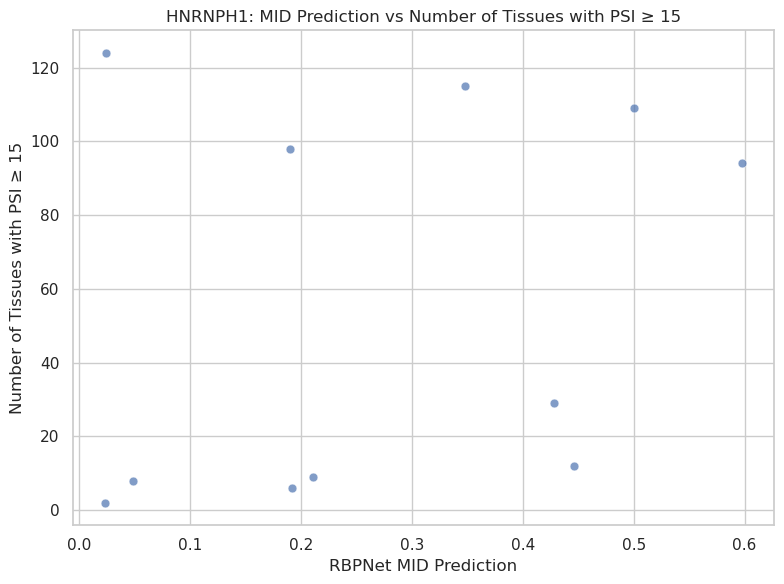 HNRNPH1: MID Prediction vs Number of Tissues with PSI ≥ 15
Number of Tissues with PSI ≥ 15
120
100
80
60
40
20
0
0.0 0.1 0.2 0.3 0.4 0.5 0.6
RBPNet MID Prediction